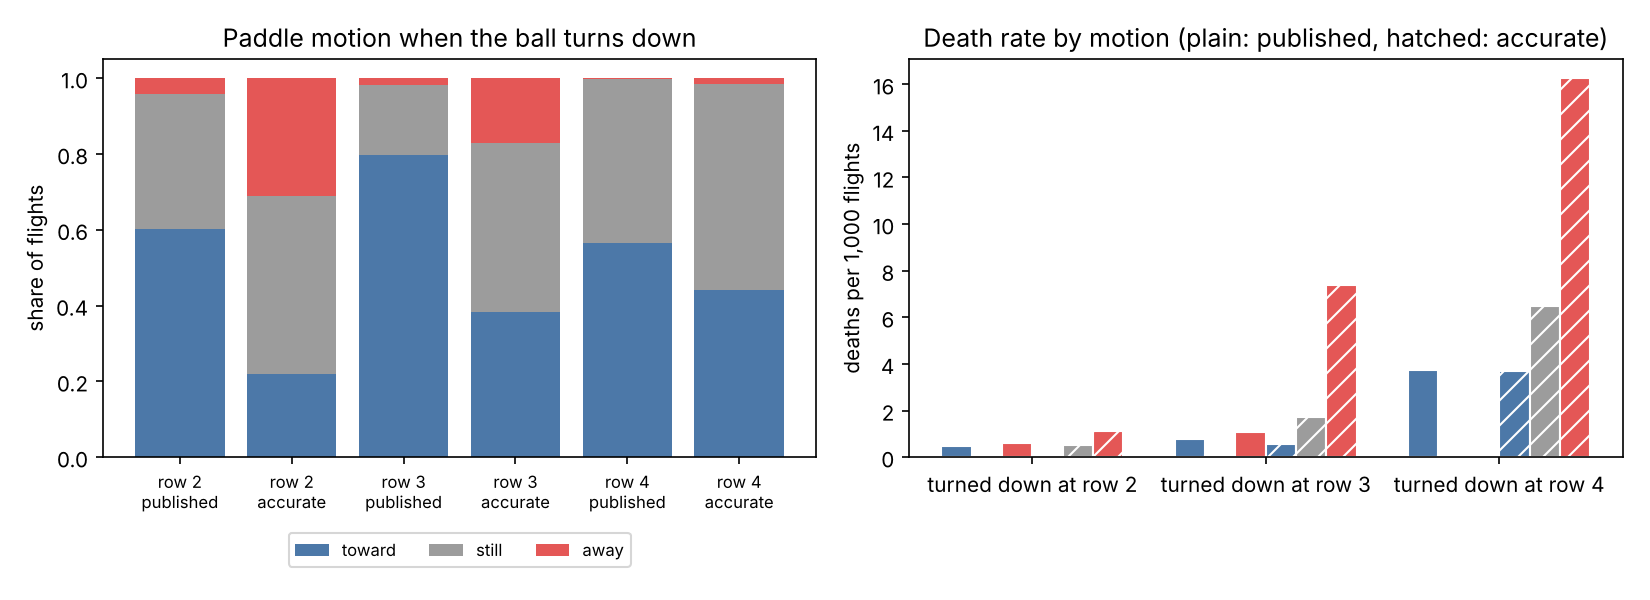 Paddle motion when the ball turns down
share of flights
1.0
0.8
0.6
0.4
0.2
0.0
row 2
published
row 2
accurate
row 3
published
row 3
accurate
row 4
published
row 4
accurate
toward still away
Death rate by motion (plain: published, hatched: accurate)
deaths per 1,000 flights
16
14
12
10
8
6
4
2
0
turned down at row 2 turned down at row 3 turned down at row 4